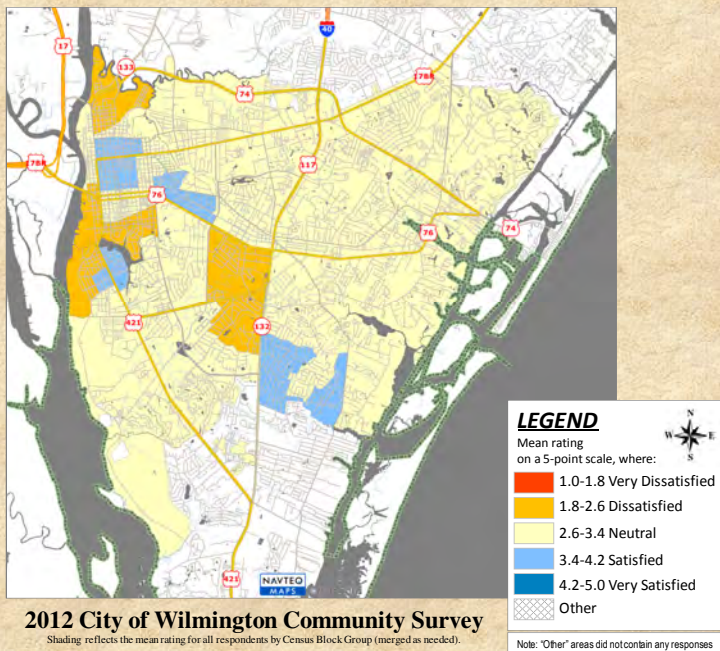 40
17
133
74
178A
117
178A
76
76
74
421
132
421
NAVTEQ
MAPS
LEGEND
Mean rating
on a 5-point scale, where:
N
W E
S
1.0-1.8 Very Dissatisfied
1.8-2.6 Dissatisfied
2.6-3.4 Neutral
3.4-4.2 Satisfied
4.2-5.0 Very Satisfied
Other
2012 City of Wilmington Community Survey
Shading reflects the mean rating for all respondents by Census Block Group (merged as needed).
Note: “Other” areas did not contain any responses